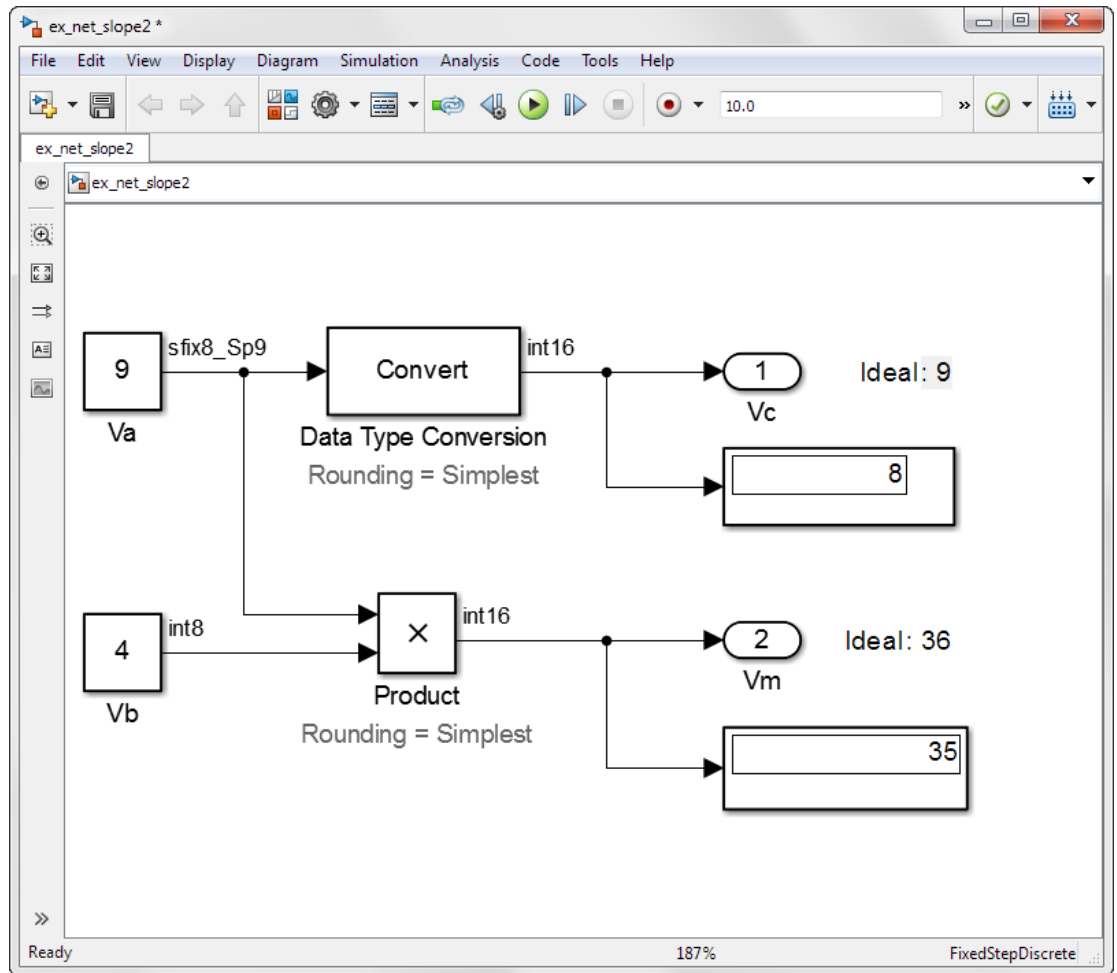 ex_net_slope2 *
File Edit View Display Diagram Simulation Analysis Code Tools Help
10.0 »
ex_net_slope2
ex_net_slope2
9 sfix8_Sp9 Convert int16 1 Ideal: 9
Va Vc
Data Type Conversion
Rounding = Simplest 8
4 int8 × int16 2 Ideal: 36
Vb Product Vm
Rounding = Simplest 35
»
Ready 187% FixedStepDiscrete